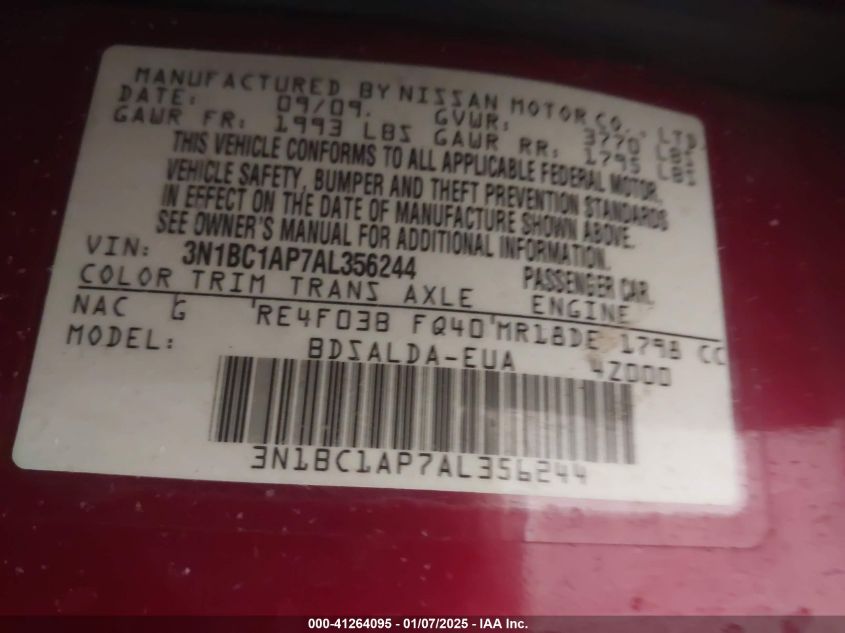 MANUFACTURED BY NISSAN MOTOR CO., LTD.
DATE: 09/09. GVWR: 3770 LBS
GAWR FR: 1993 LBS GAWR RR: 1795 LBS
THIS VEHICLE CONFORMS TO ALL APPLICABLE FEDERAL MOTOR
VEHICLE SAFETY, BUMPER AND THEFT PREVENTION STANDARDS
IN EFFECT ON THE DATE OF MANUFACTURE SHOWN ABOVE.
SEE OWNER'S MANUAL FOR ADDITIONAL INFORMATION.
VIN: 3N1BC1AP7AL356244 PASSENGER CAR.
COLOR TRIM TRANS AXLE ENGINE
NAC G 'RE4F03B FQ40'MR18DE 1798 CC
MODEL: BDSALDA-EUA 4Z000
3N1BC1AP7AL356244
000-41264095 - 01/07/2025 - IAA Inc.